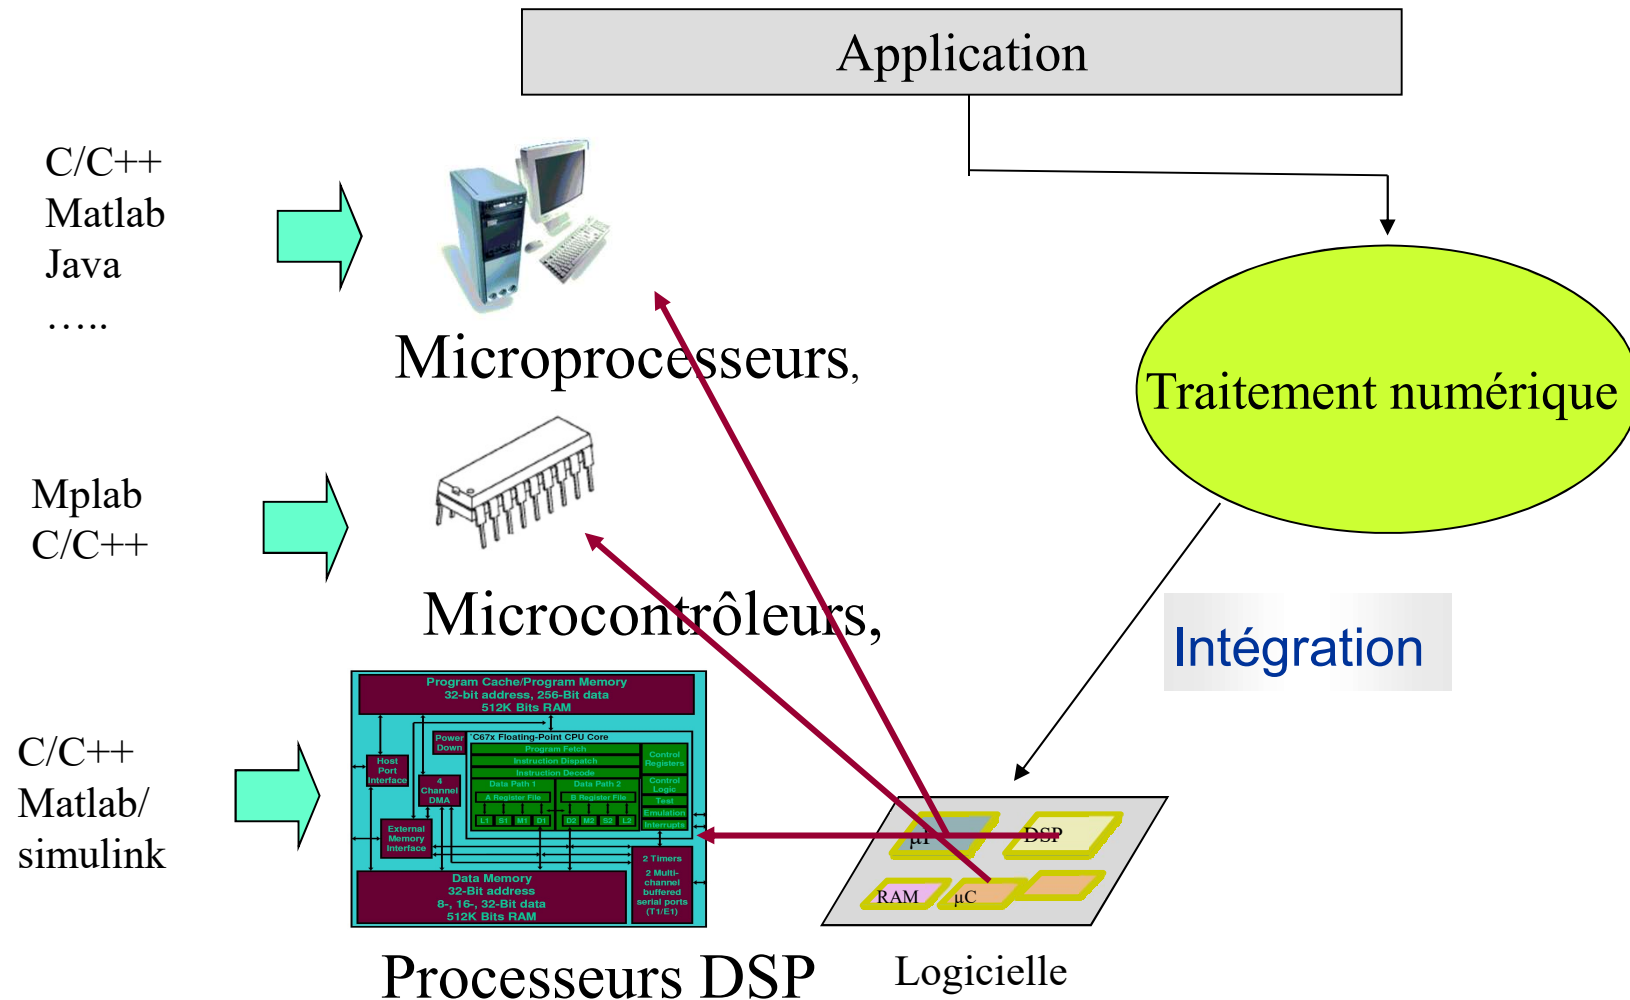 Application
C/C++
Matlab
Java
…..
Microprocesseurs,
Traitement numérique
Mplab
C/C++
Microcontrôleurs,
Intégration
C/C++
Matlab/
simulink
Program Cache/Program Memory
32-bit address, 256-Bit data
512K Bits RAM
Power
Down
'C67x Floating-Point CPU Core
Program Fetch
Instruction Dispatch
Instruction Decode
Control
Registers
Host
Port
Interface
4
Channel
DMA
Data Path 1
Data Path 2
A Register File
B Register File
L1 S1 M1 D1
D2 M2 S2 L2
Control
Logic
Test
Emulation
Interrupts
External
Memory
Interface
2 Timers
2 Multi-
channel
buffered
serial ports
(T1/E1)
Data Memory
32-Bit address
8-, 16-, 32-Bit data
512K Bits RAM
µP
DSP
RAM
µC
Processeurs DSP
Logicielle